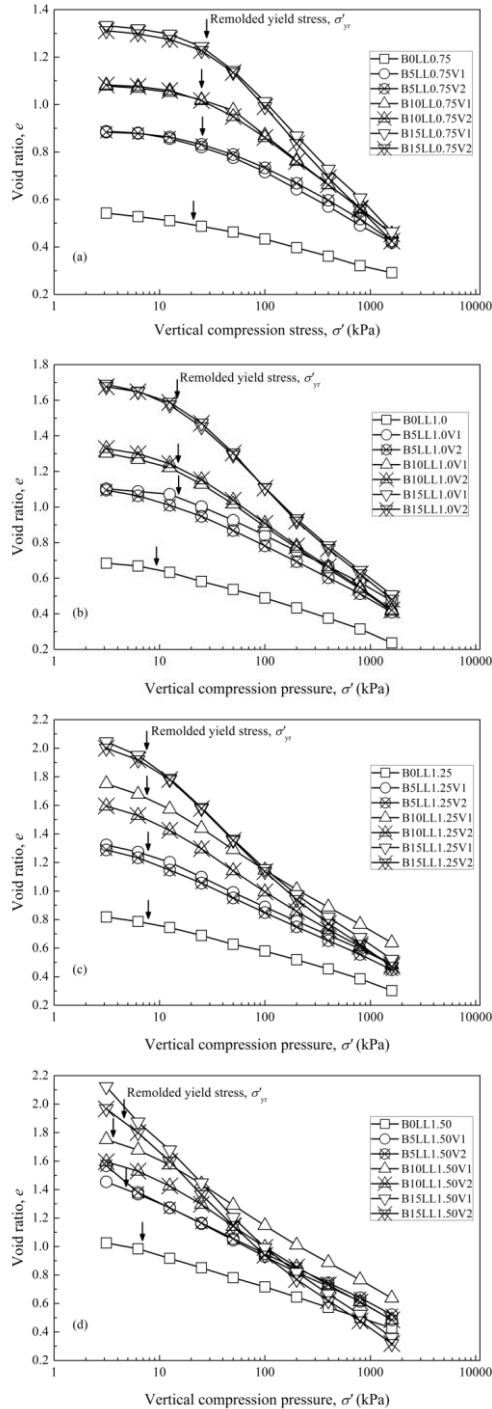 1.4
1.2
1.0
0.8
0.6
0.4
0.2
Void ratio, e
Remolded yield stress, σ′yr
B0LL0.75
B5LL0.75V1
B5LL0.75V2
B10LL0.75V1
B10LL0.75V2
B15LL0.75V1
B15LL0.75V2
(a)
1 10 100 1000 10000
Vertical compression stress, σ′ (kPa)
1.8
1.6
1.4
1.2
1.0
0.8
0.6
0.4
0.2
Void ratio, e
Remolded yield stress, σ′yr
B0LL1.0
B5LL1.0V1
B5LL1.0V2
B10LL1.0V1
B10LL1.0V2
B15LL1.0V1
B15LL1.0V2
(b)
1 10 100 1000 10000
Vertical compression pressure, σ′ (kPa)
2.2
2.0
1.8
1.6
1.4
1.2
1.0
0.8
0.6
0.4
0.2
Void ratio, e
Remolded yield stress, σ′yr
B0LL1.25
B5LL1.25V1
B5LL1.25V2
B10LL1.25V1
B10LL1.25V2
B15LL1.25V1
B15LL1.25V2
(c)
1 10 100 1000 10000
Vertical compression pressure, σ′ (kPa)
2.2
2.0
1.8
1.6
1.4
1.2
1.0
0.8
0.6
0.4
0.2
Void ratio, e
Remolded yield stress, σ′yr
B0LL1.50
B5LL1.50V1
B5LL1.50V2
B10LL1.50V1
B10LL1.50V2
B15LL1.50V1
B15LL1.50V2
(d)
1 10 100 1000 10000
Vertical compression pressure, σ′ (kPa)